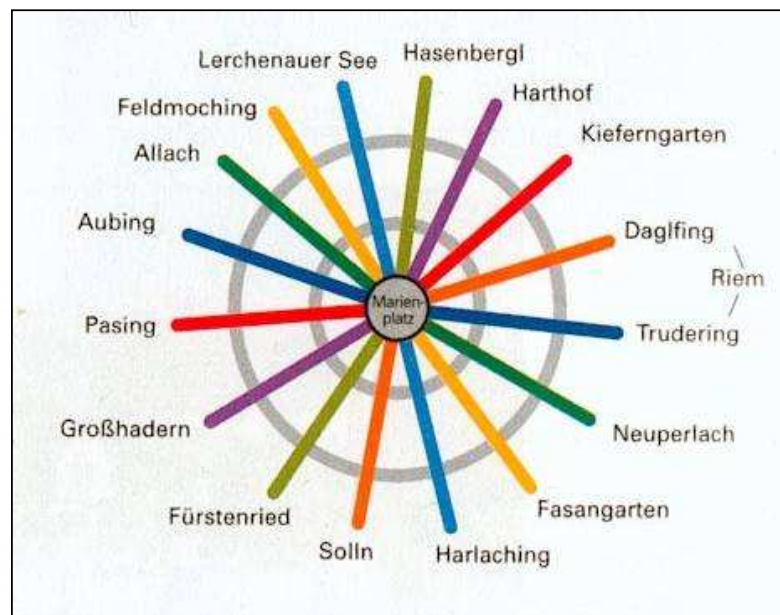 Lerchenauer See
Hasenbergl
Feldmoching
Harthof
Allach
Kieferngarten
Aubing
Daglfing
Riem
Marien-
platz
Pasing
Trudering
Großhadern
Neuperlach
Fürstenried
Fasangarten
Solln
Harlaching